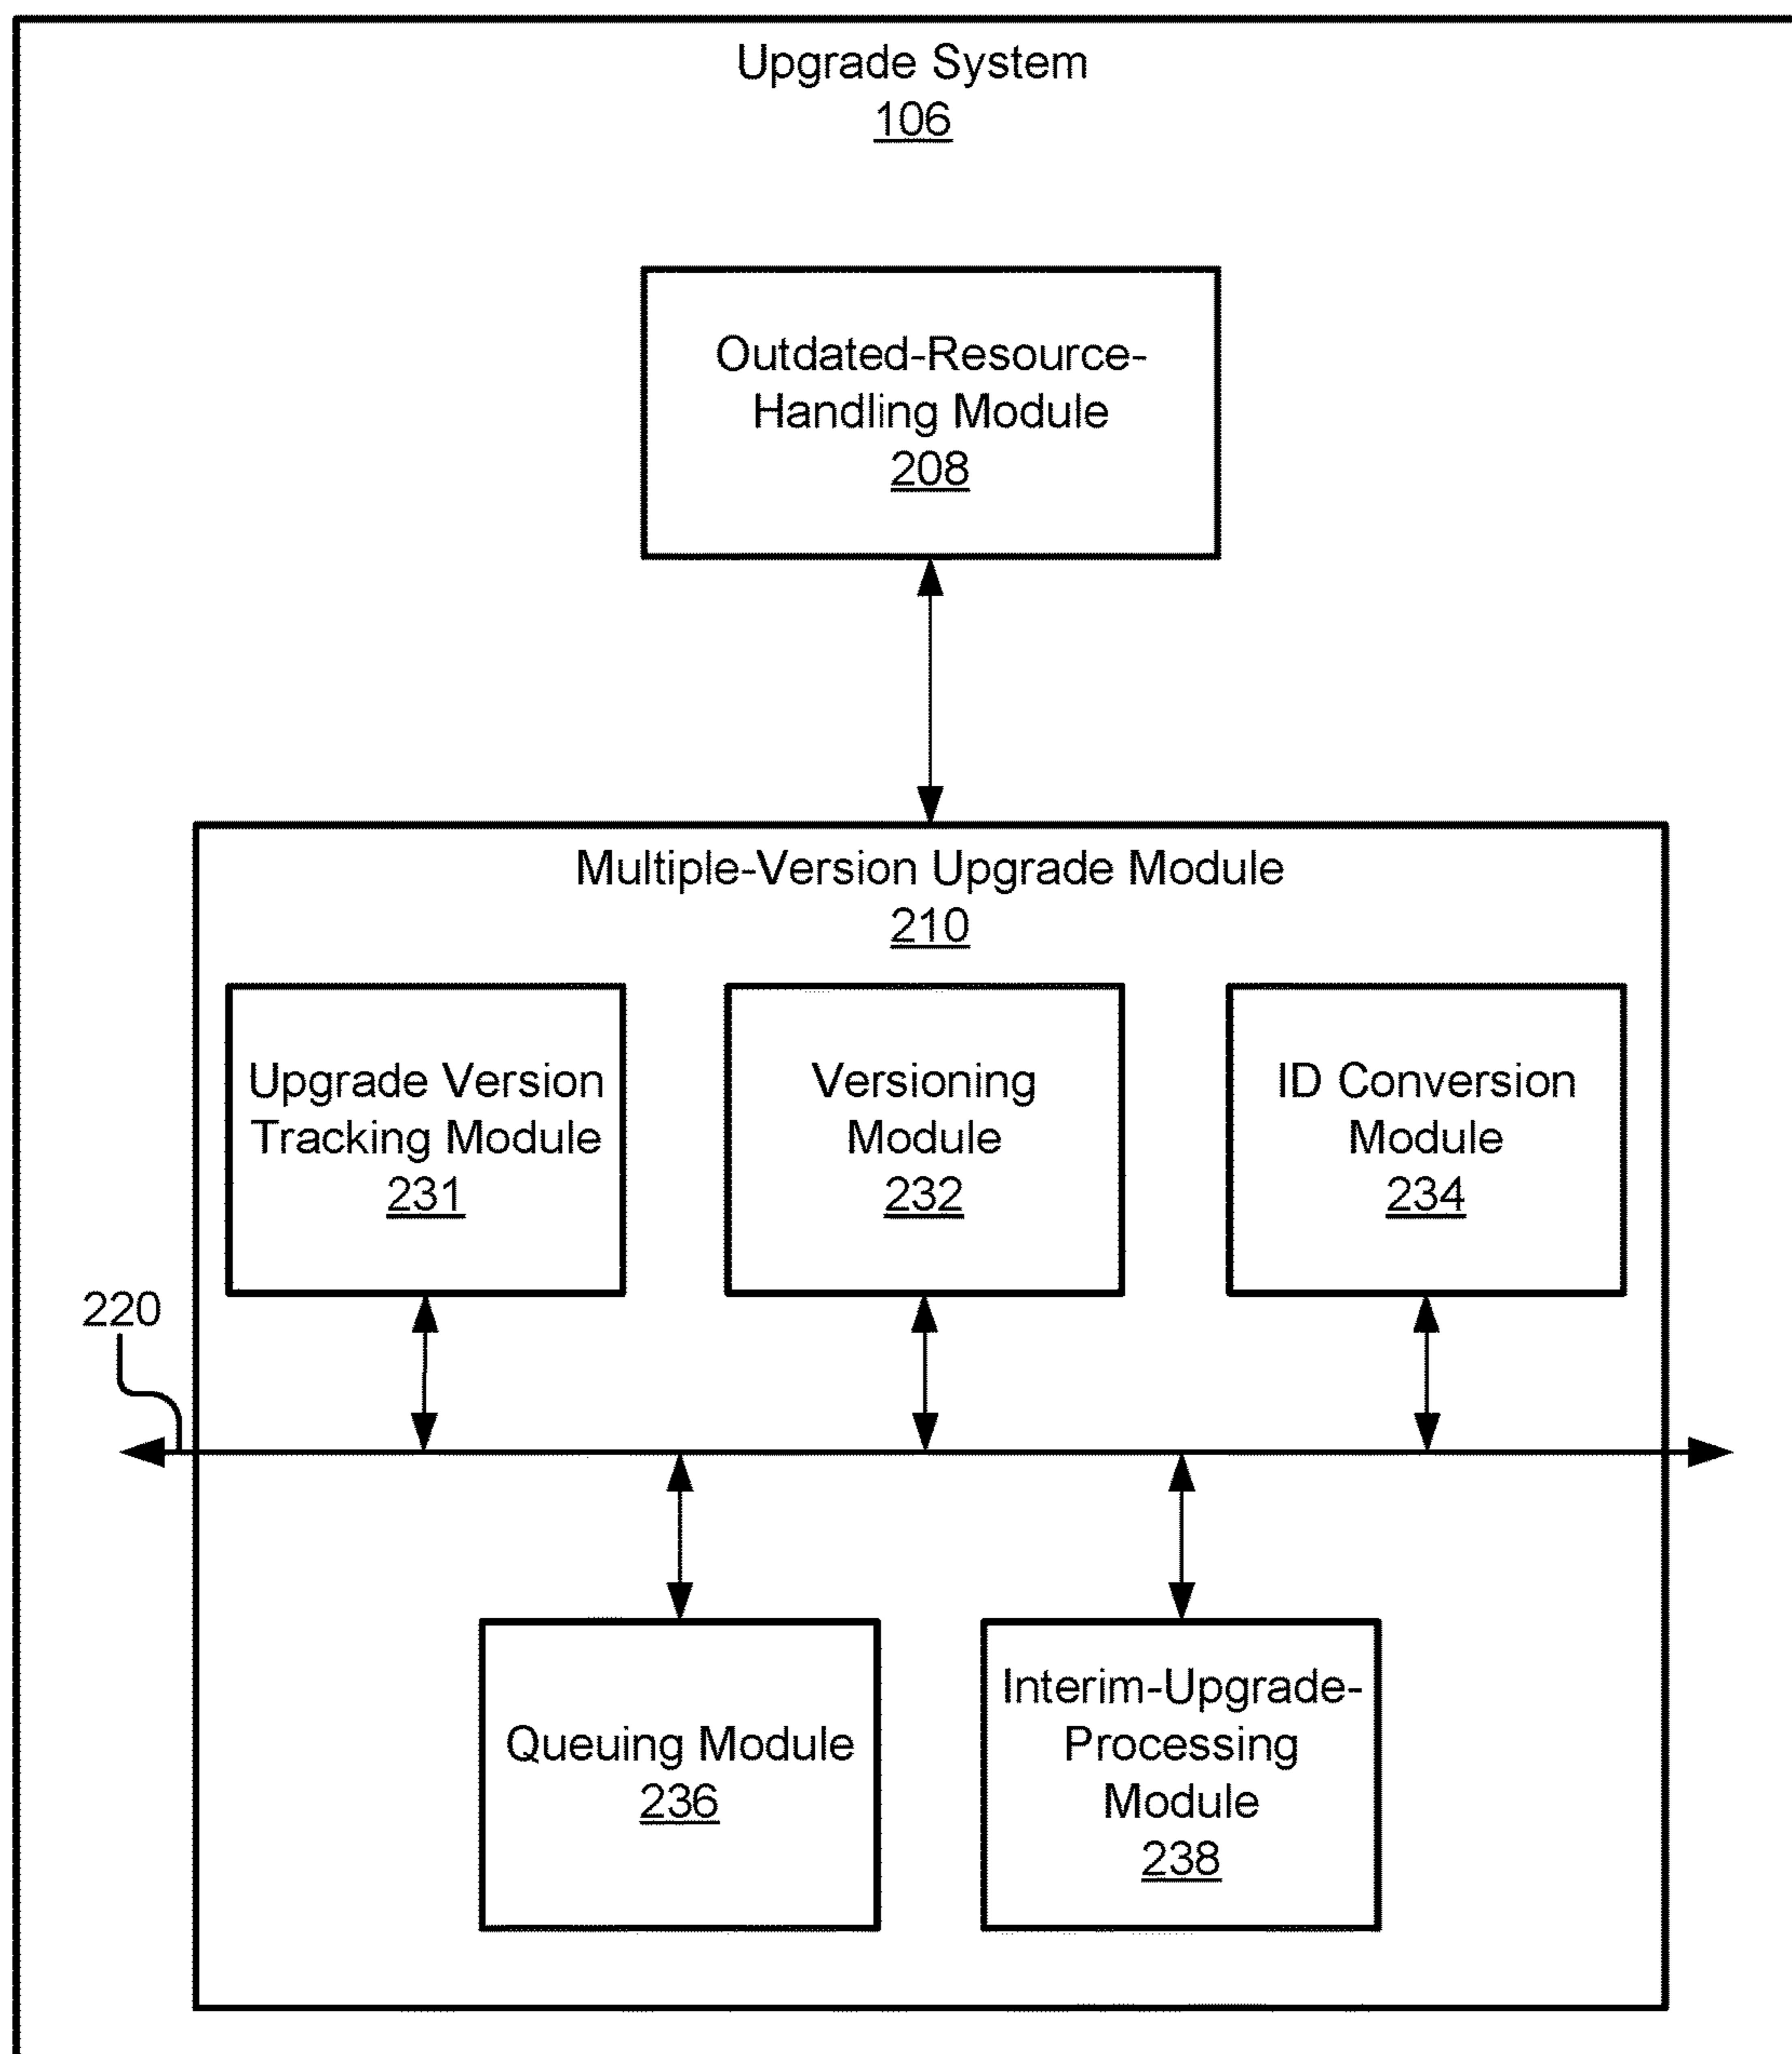 Upgrade System
106
Outdated-Resource-
Handling Module
208
Multiple-Version Upgrade Module
210
Upgrade Version
Tracking Module
231
Versioning
Module
232
ID Conversion
Module
234
220
Queuing Module
236
Interim-Upgrade-
Processing
Module
238